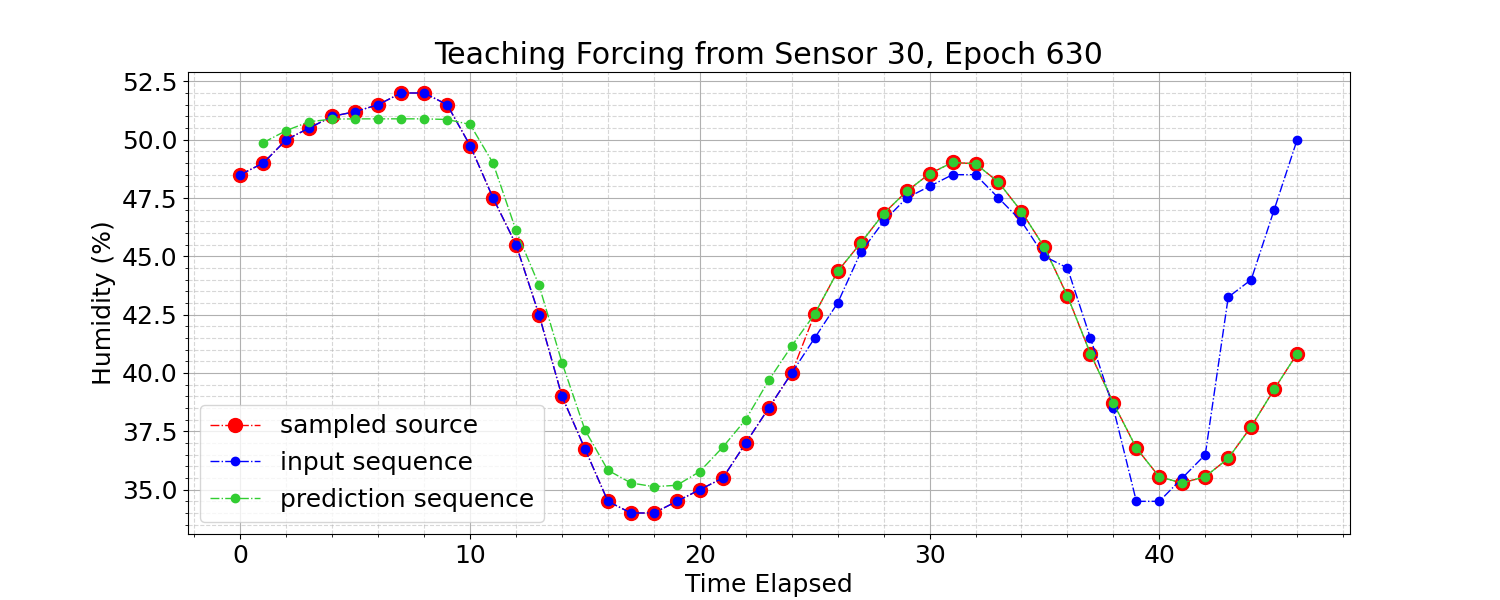 Teaching Forcing from Sensor 30, Epoch 630
52.5
50.0
47.5
45.0
42.5
40.0
37.5
35.0
Humidity (%)
sampled source
input sequence
prediction sequence
0 10 20 30 40
Time Elapsed